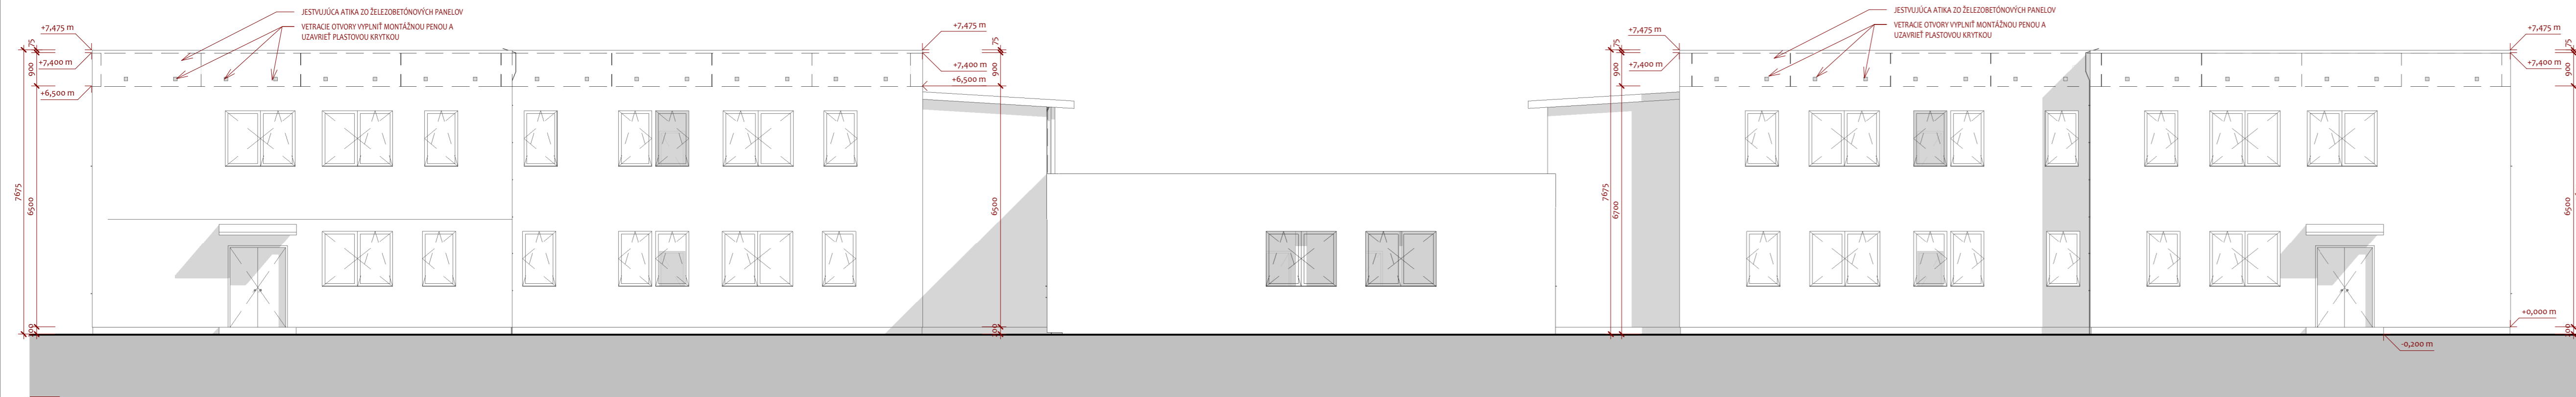 JESTVUJÚCA ATIKA ZO ŽELEZOBETÓNOVÝCH PANELOV
VETRACIE OTVORY VYPLNIŤ MONTÁŽNOU PENOU A
UZAVRIEŤ PLASTOVOU KRYTKOU
+7,475 m
75
+7,400 m
900
+6,500 m
7675
6500
+7,475 m
75
+7,400 m
900
+6,500 m
6500
JESTVUJÚCA ATIKA ZO ŽELEZOBETÓNOVÝCH PANELOV
VETRACIE OTVORY VYPLNIŤ MONTÁŽNOU PENOU A
UZAVRIEŤ PLASTOVOU KRYTKOU
+7,475 m
75
+7,400 m
900
7675
6700
+7,475 m
75
+7,400 m
900
6500
+0,000 m
-0,200 m